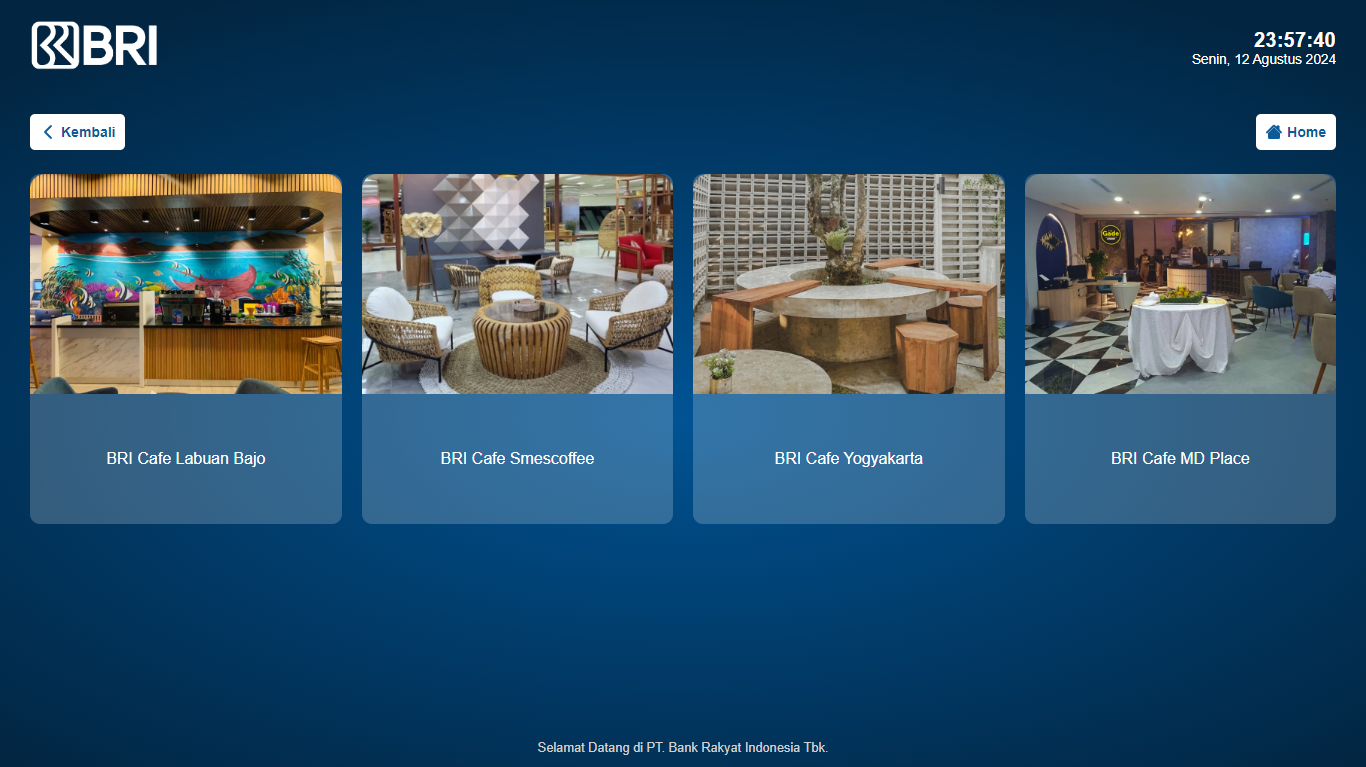 BRI
23:57:40
Senin, 12 Agustus 2024
Kembali
Home
Gade
BRI Cafe Labuan Bajo
BRI Cafe Smescoffee
BRI Cafe Yogyakarta
BRI Cafe MD Place
Selamat Datang di PT. Bank Rakyat Indonesia Tbk.